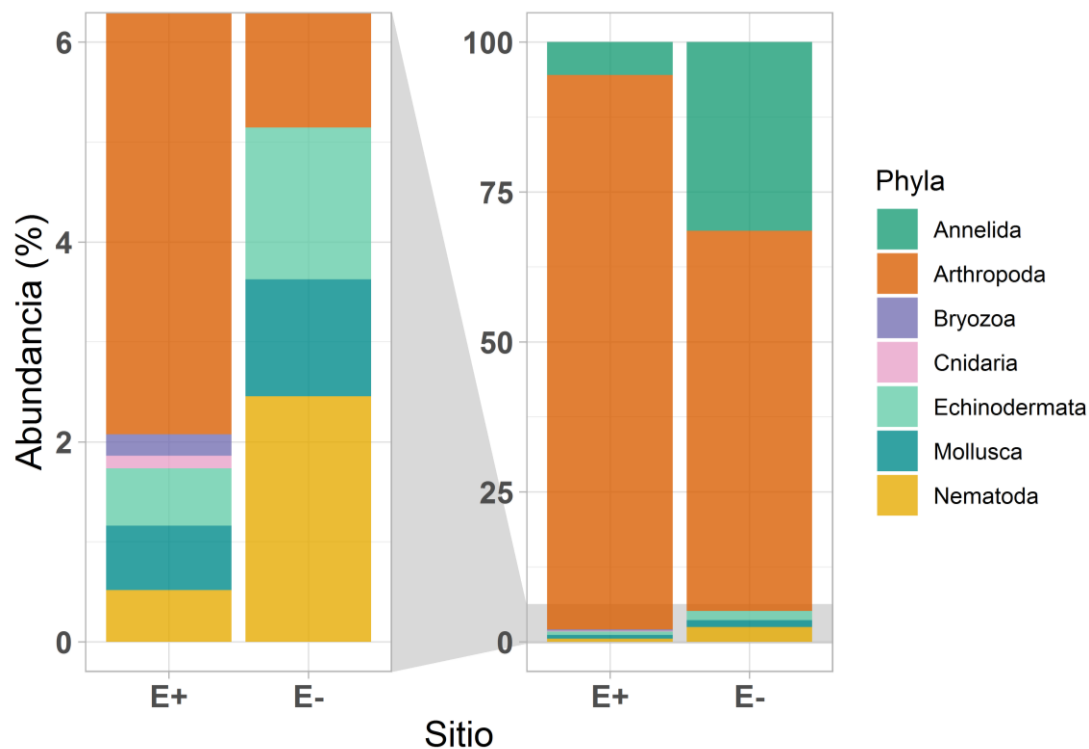 Abundancia (%)
6
4
2
0
E+
E-
100
75
50
25
0
E+
E-
Sitio
Phyla
Annelida
Arthropoda
Bryozoa
Cnidaria
Echinodermata
Mollusca
Nematoda